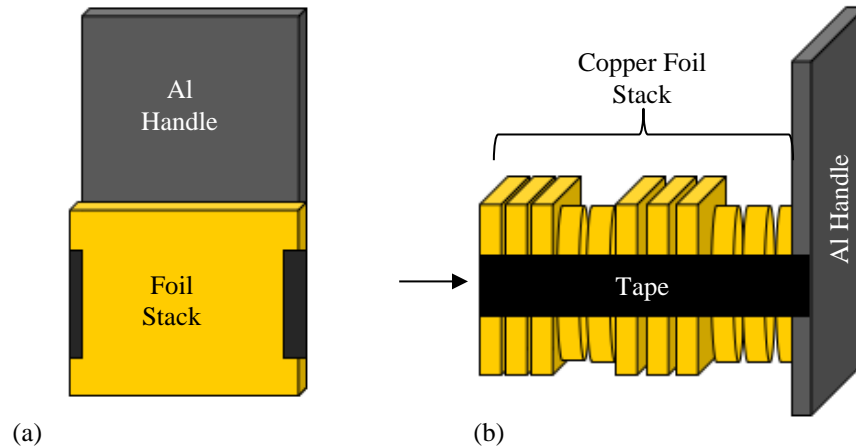 Al
Handle
Foil
Stack
(a)
Copper Foil
Stack
Tape
Al Handle
(b)